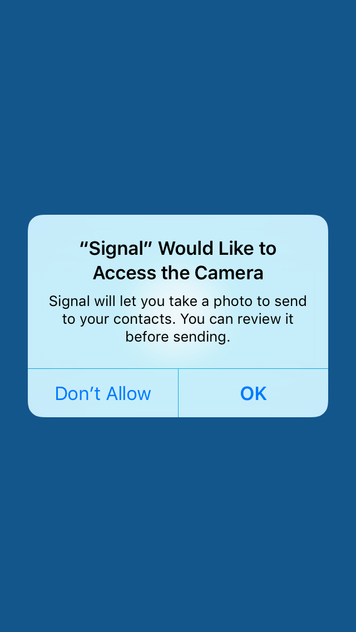 “Signal” Would Like to
Access the Camera
Signal will let you take a photo to send
to your contacts. You can review it
before sending.
Don’t Allow
OK